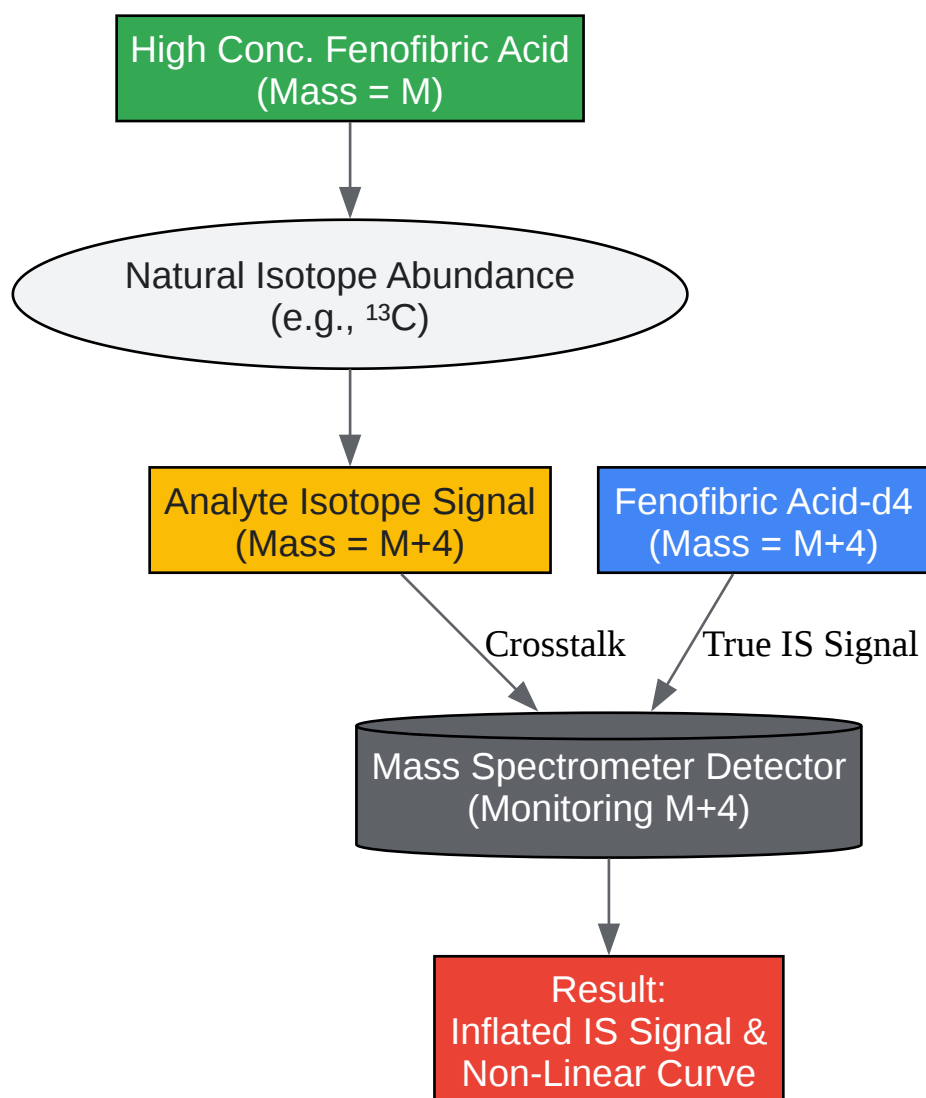 High Conc. Fenofibric Acid
(Mass = M)
Natural Isotope Abundance
(e.g., ¹³C)
Analyte Isotope Signal
(Mass = M+4)
Fenofibric Acid-d4
(Mass = M+4)
Crosstalk
True IS Signal
Mass Spectrometer Detector
(Monitoring M+4)
Result:
Inflated IS Signal &
Non-Linear Curve